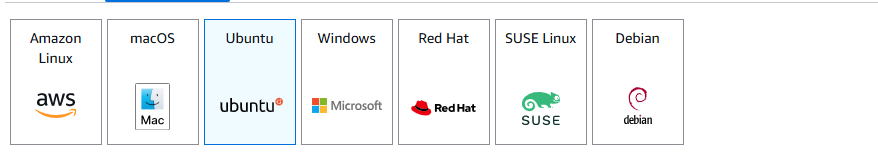 Amazon
Linux
aws
macOS
Mac
Ubuntu
ubuntu
Windows
Microsoft
Red Hat
Red Hat
SUSE Linux
SUSE
Debian
debian